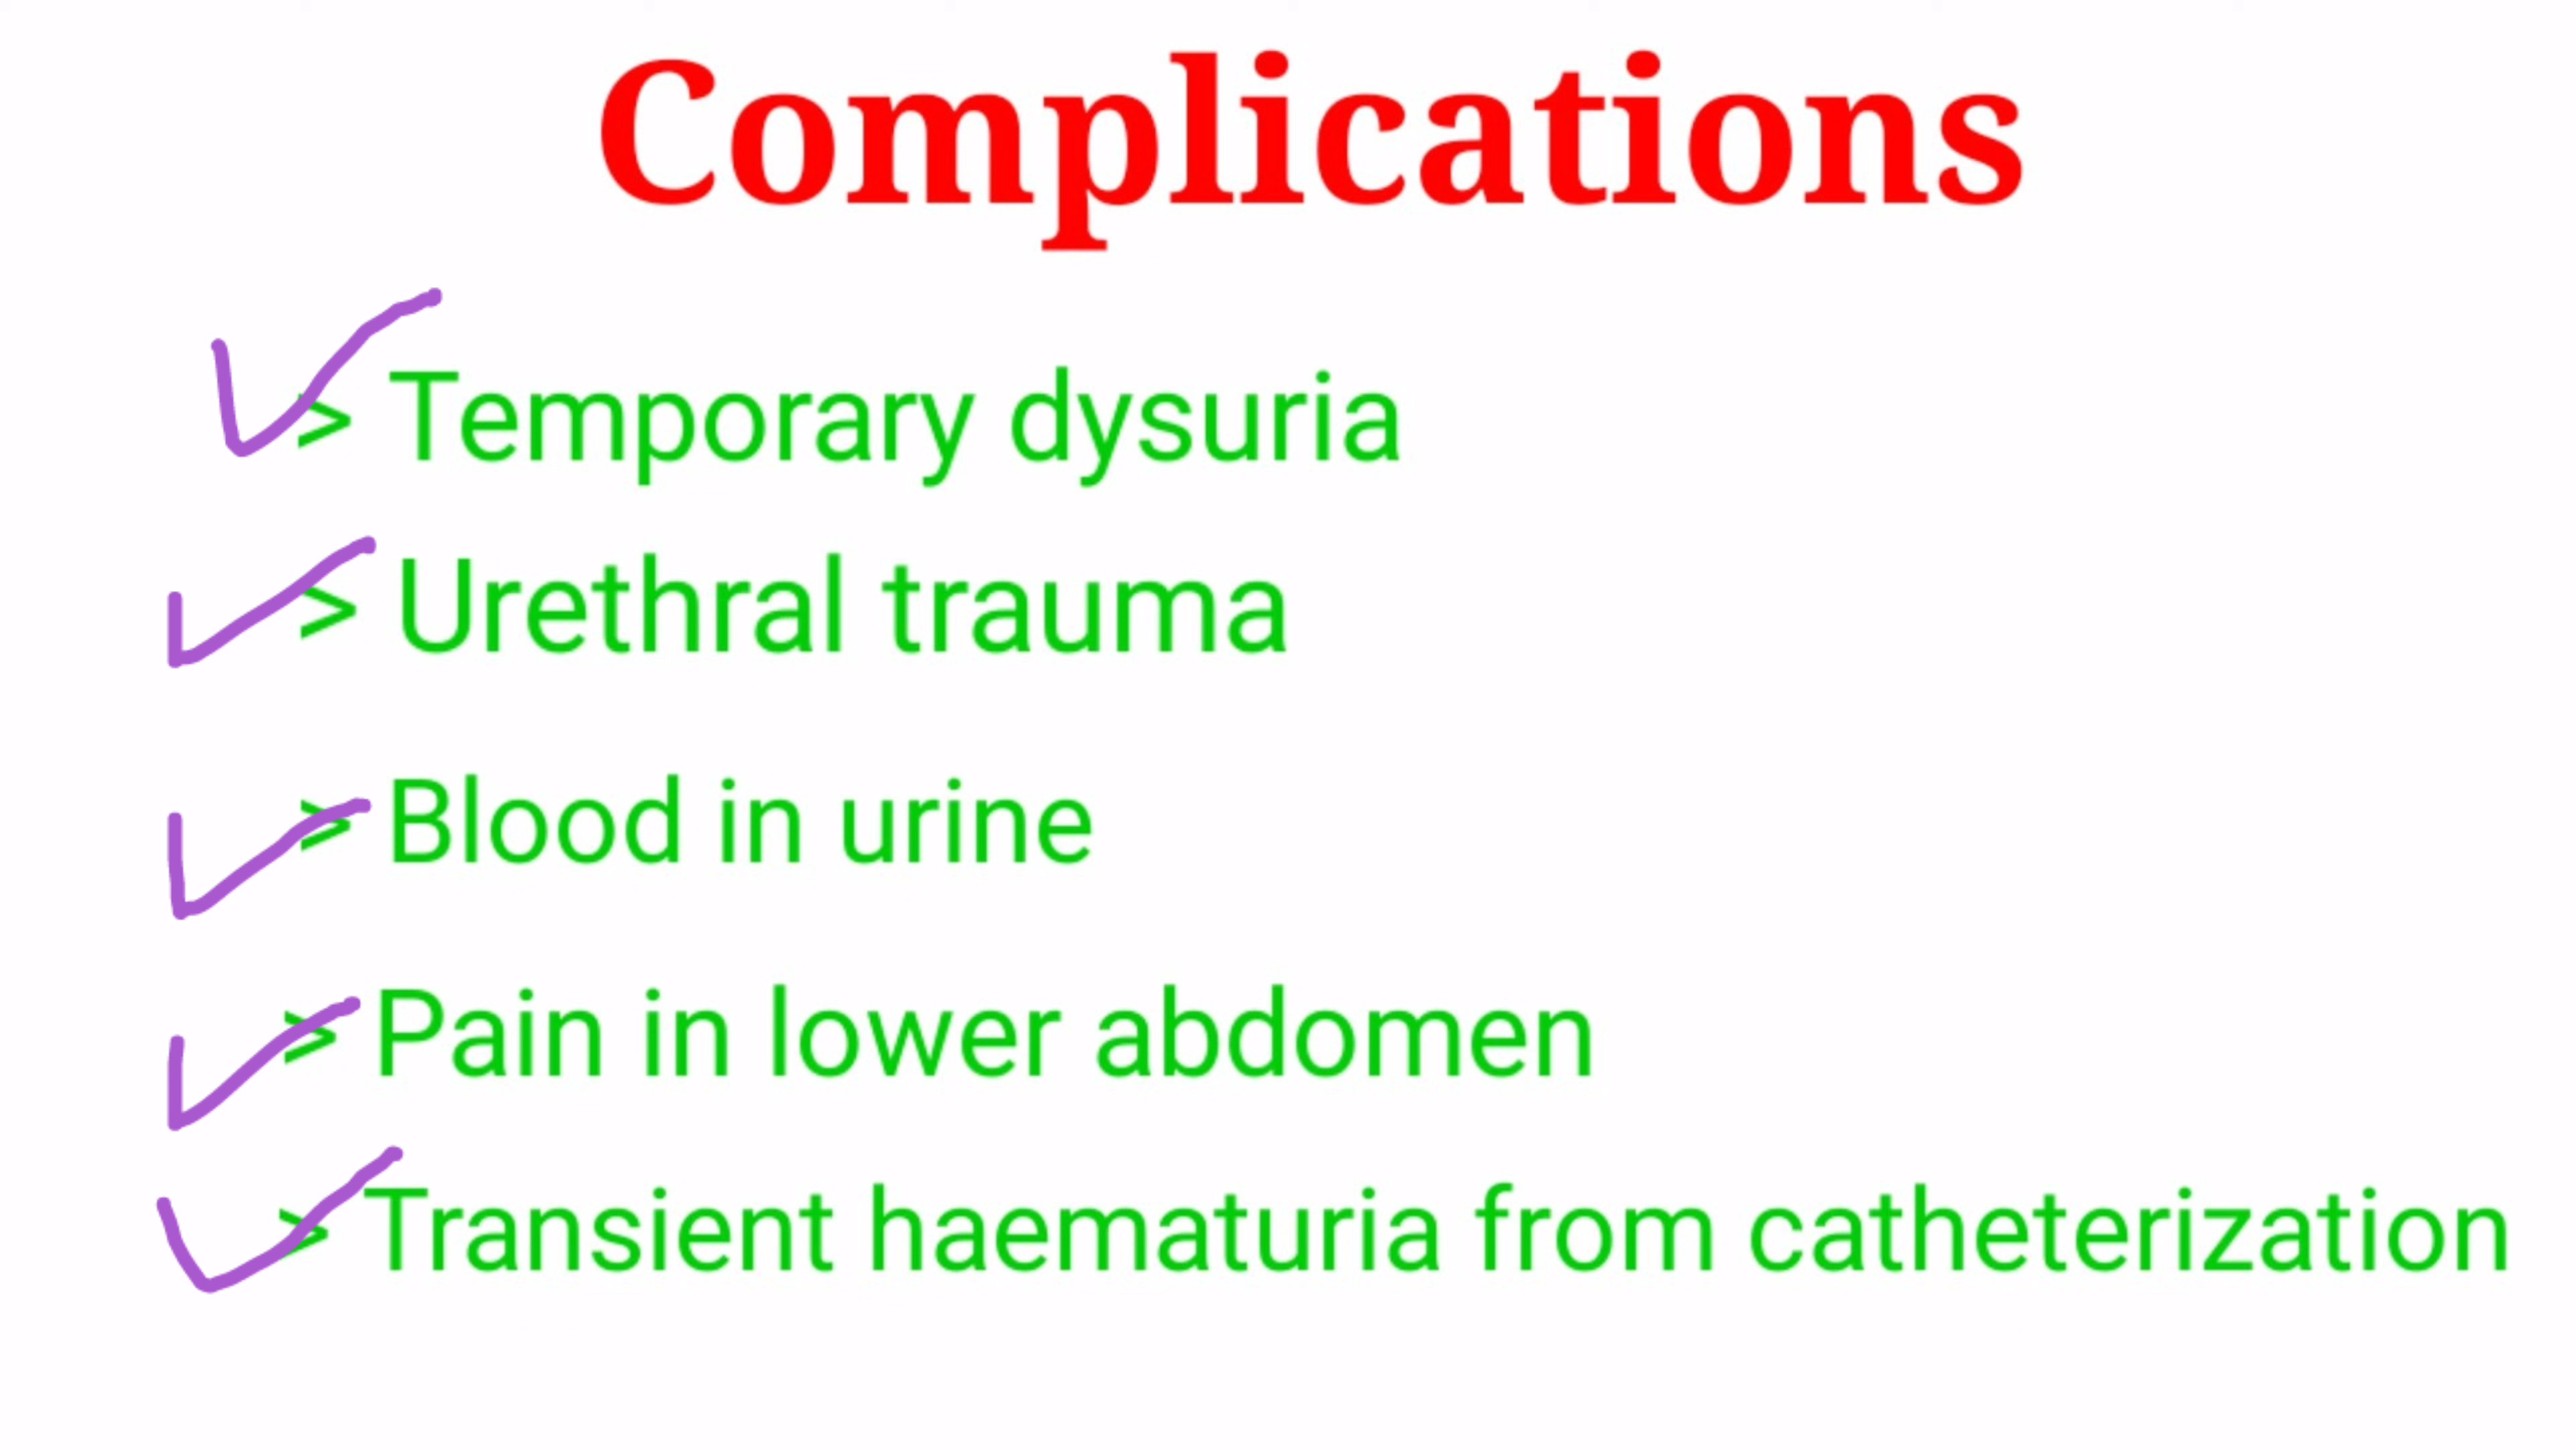 Complications
> Temporary dysuria
> Urethral trauma
> Blood in urine
> Pain in lower abdomen
> Transient haematuria from catheterization